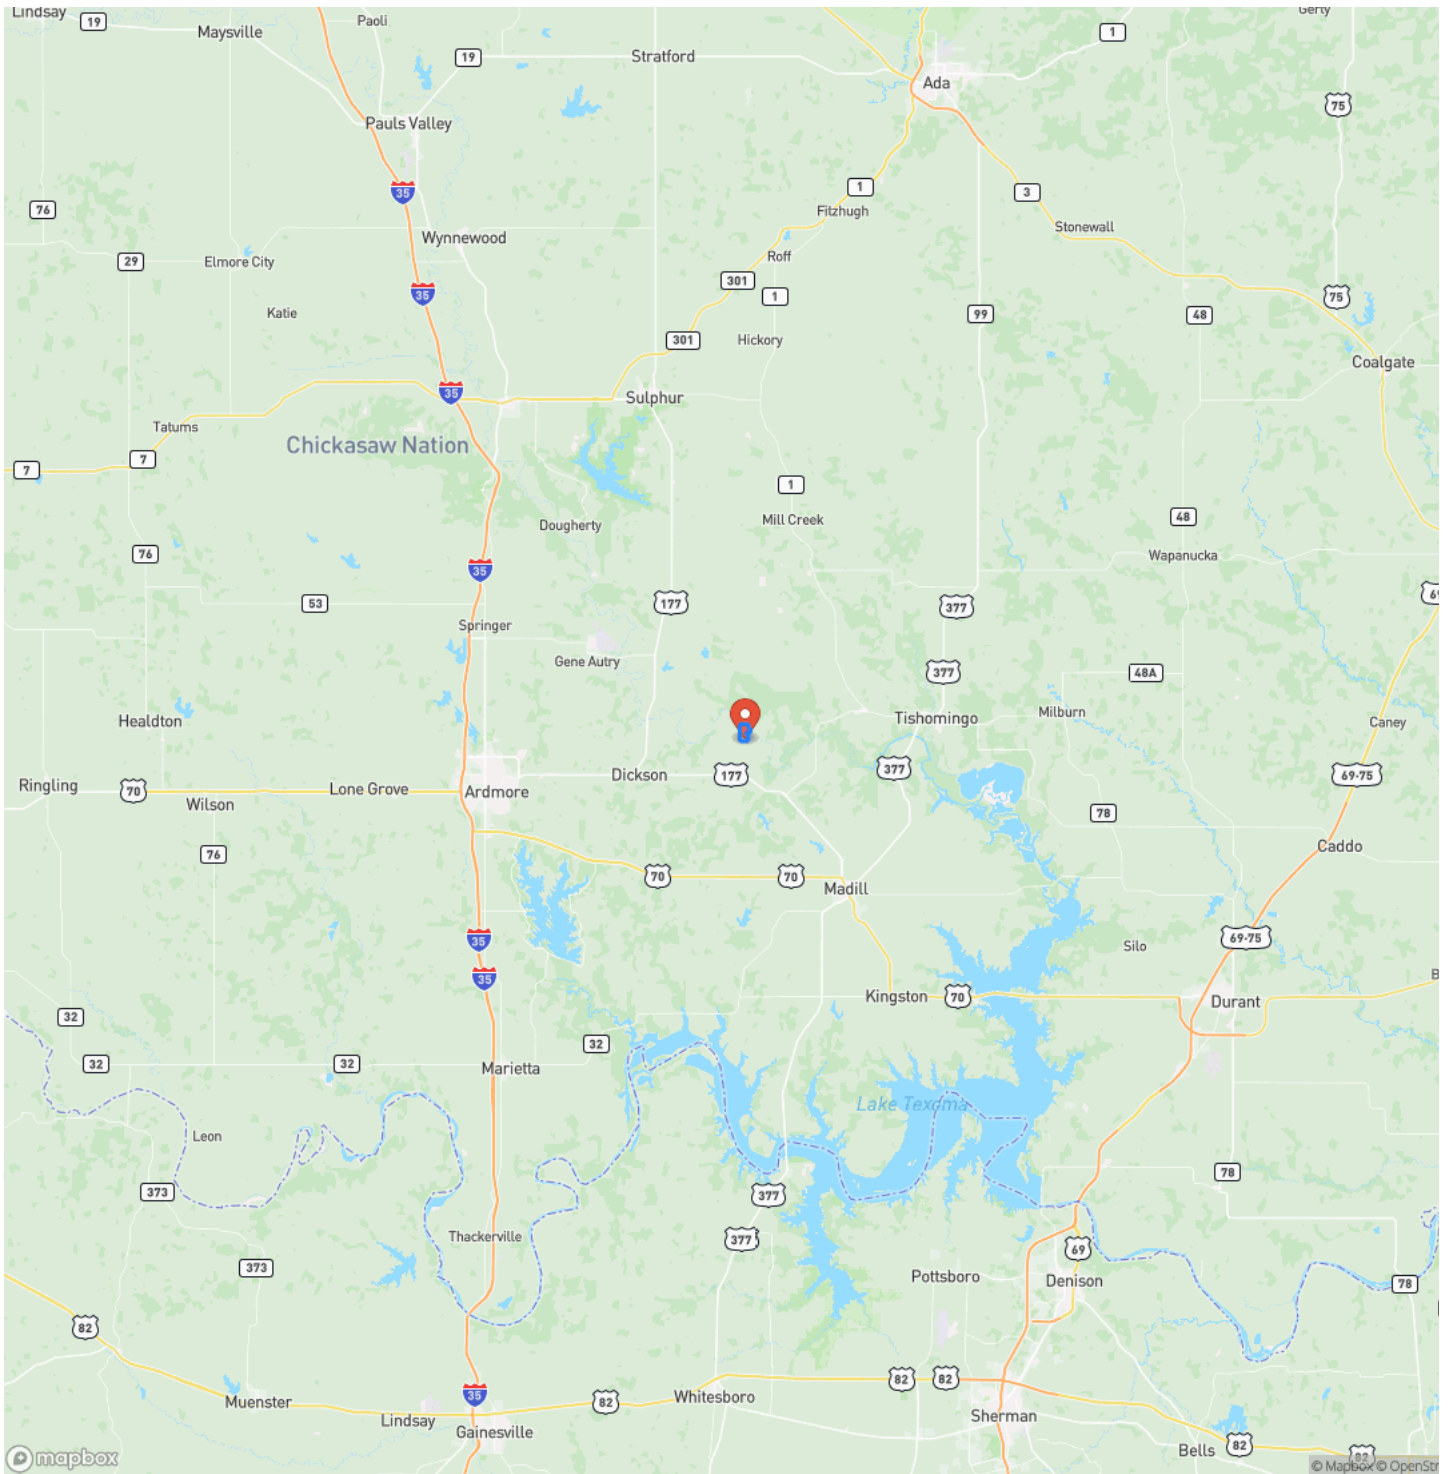 Lindsay
19
Paoli
Gerty
Maysville
1
19
Stratford
Ada
75
Pauls Valley
35
1
3
76
Fitzhugh
Stonewall
Wynnewood
29
Elmore City
Roff
301
1
35
75
Katie
99
48
301
Hickory
Coalgate
35
Sulphur
Tatums
Chickasaw Nation
7
7
1
Mill Creek
48
Dougherty
76
Wapanucka
35
53
177
377
Springer
Gene Autry
377
48A
Healdton
Tishomingo
Milburn
Caney
Dickson
177
377
69-75
Ringling
70
Lone Grove
Ardmore
Wilson
78
76
Caddo
70
70
Madill
35
69-75
Silo
35
Kingston
70
Durant
32
32
32
32
Marietta
Lake Texoma
Leon
78
373
377
Thackerville
377
69
373
Pottsboro
Denison
78
82
82
82
35
82
Whitesboro
Muenster
Lindsay
Gainesville
Sherman
82
Bells
82
mapbox
© Mapbox © OpenStr